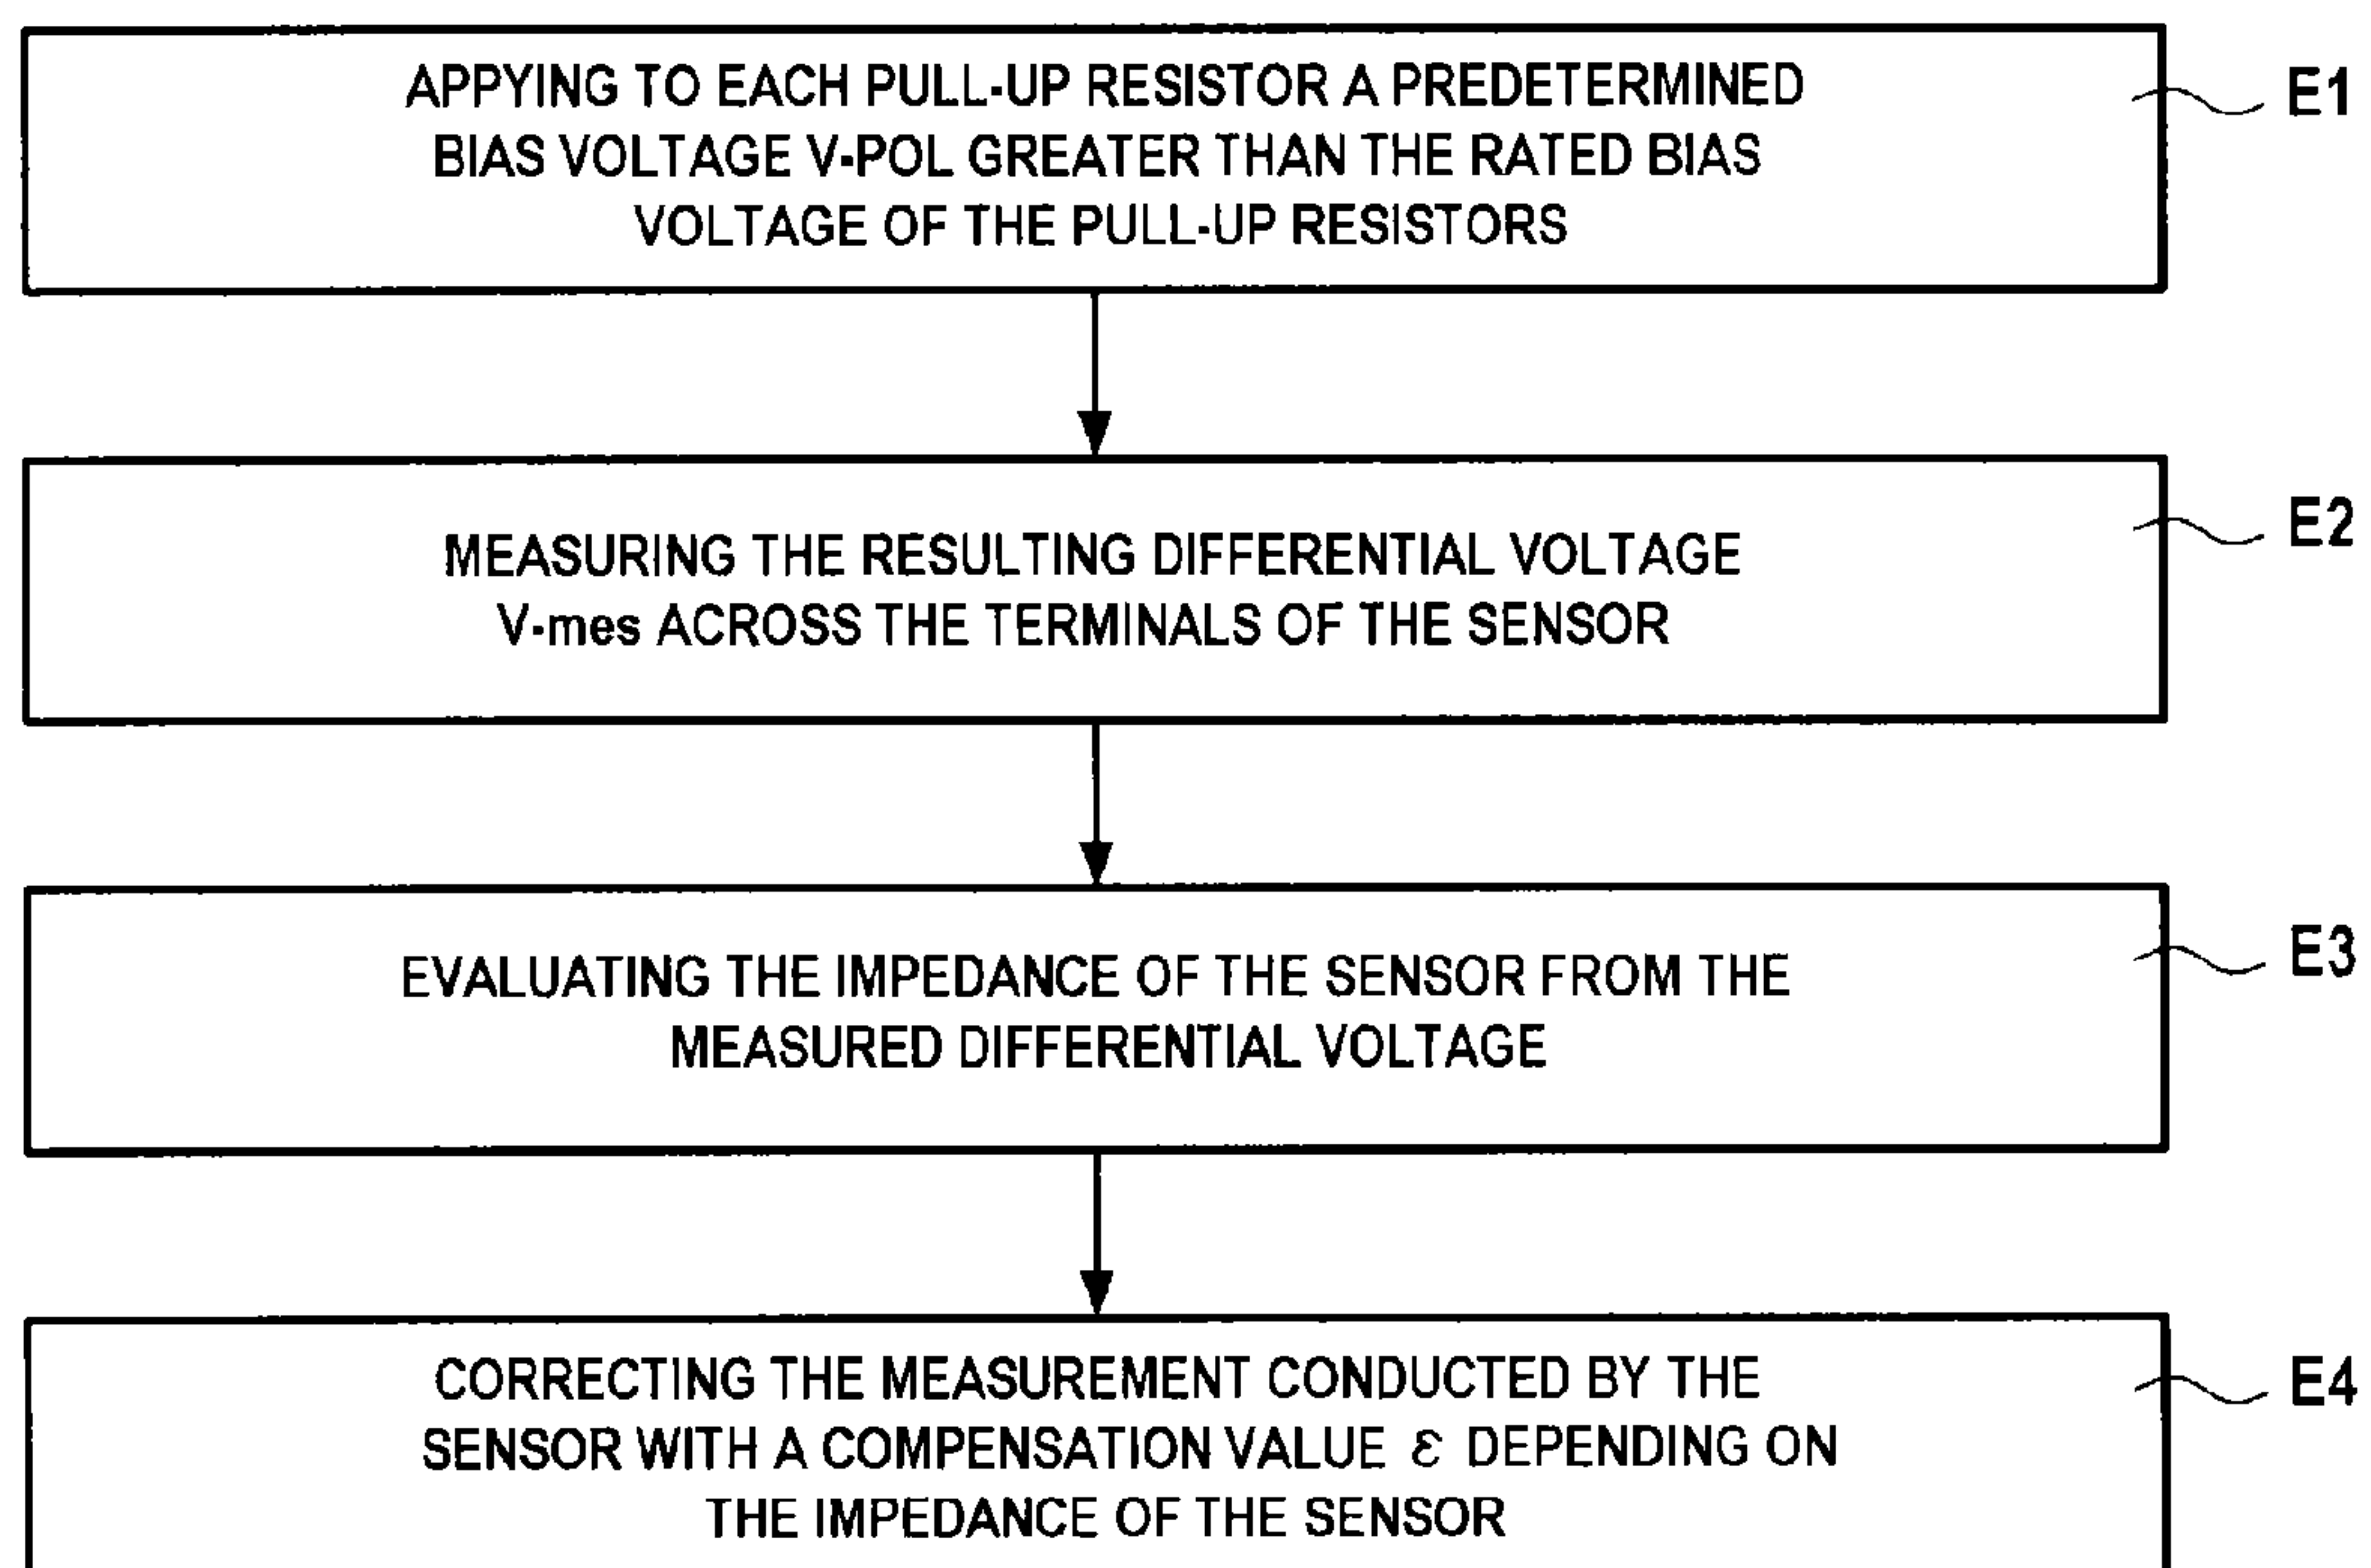 APPYING TO EACH PULL-UP RESISTOR A PREDETERMINED
BIAS VOLTAGE V-POL GREATER THAN THE RATED BIAS
VOLTAGE OF THE PULL-UP RESISTORS
E1
MEASURING THE RESULTING DIFFERENTIAL VOLTAGE
V-mes ACROSS THE TERMINALS OF THE SENSOR
E2
EVALUATING THE IMPEDANCE OF THE SENSOR FROM THE
MEASURED DIFFERENTIAL VOLTAGE
E3
CORRECTING THE MEASUREMENT CONDUCTED BY THE
SENSOR WITH A COMPENSATION VALUE ε DEPENDING ON
THE IMPEDANCE OF THE SENSOR
E4